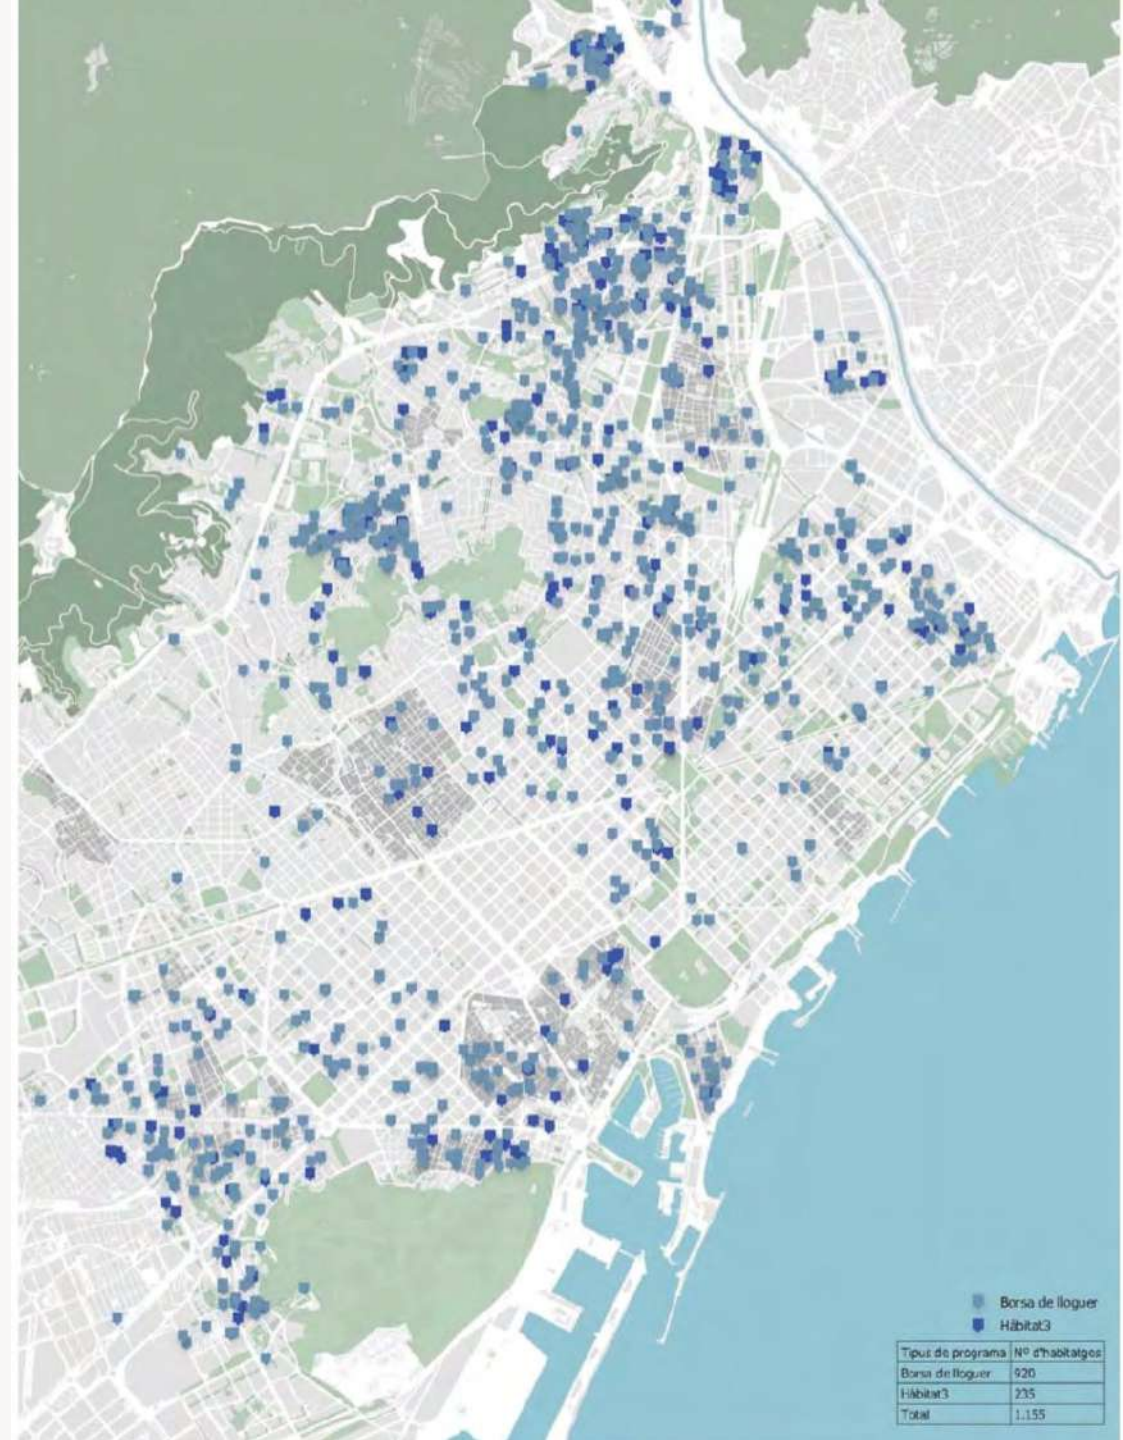 Borsa de lloguer
Hàbitat3
Tipus de programa Nº d'habitatges
Borsa de lloguer 920
Hàbitat3 235
Total 1.155